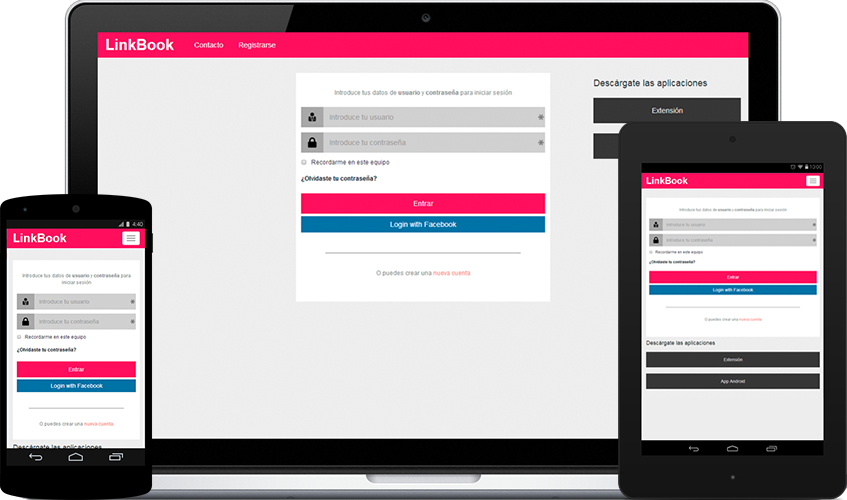 LinkBook Contacto Registrarse
Introduce tus datos de usuario y contraseña para iniciar sesión
Introduce tu usuario *
Introduce tu contraseña *
Recordarme en este equipo
¿Olvidaste tu contraseña?
Entrar
Login with Facebook
O puedes crear una nueva cuenta
Descárgate las aplicaciones
Extensión
4:40
LinkBook
Introduce tus datos de usuario y contraseña para
iniciar sesión
Introduce tu usuario *
Introduce tu contraseña *
Recordarme en este equipo
¿Olvidaste tu contraseña?
Entrar
Login with Facebook
O puedes crear una nueva cuenta
Descárgate las aplicaciones
13:00
LinkBook
Introduce tus datos de usuario y contraseña para iniciar sesión
Introduce tu usuario *
Introduce tu contraseña *
Recordarme en este equipo
¿Olvidaste tu contraseña?
Entrar
Login with Facebook
O puedes crear una nueva cuenta
Descárgate las aplicaciones
Extensión
App Android